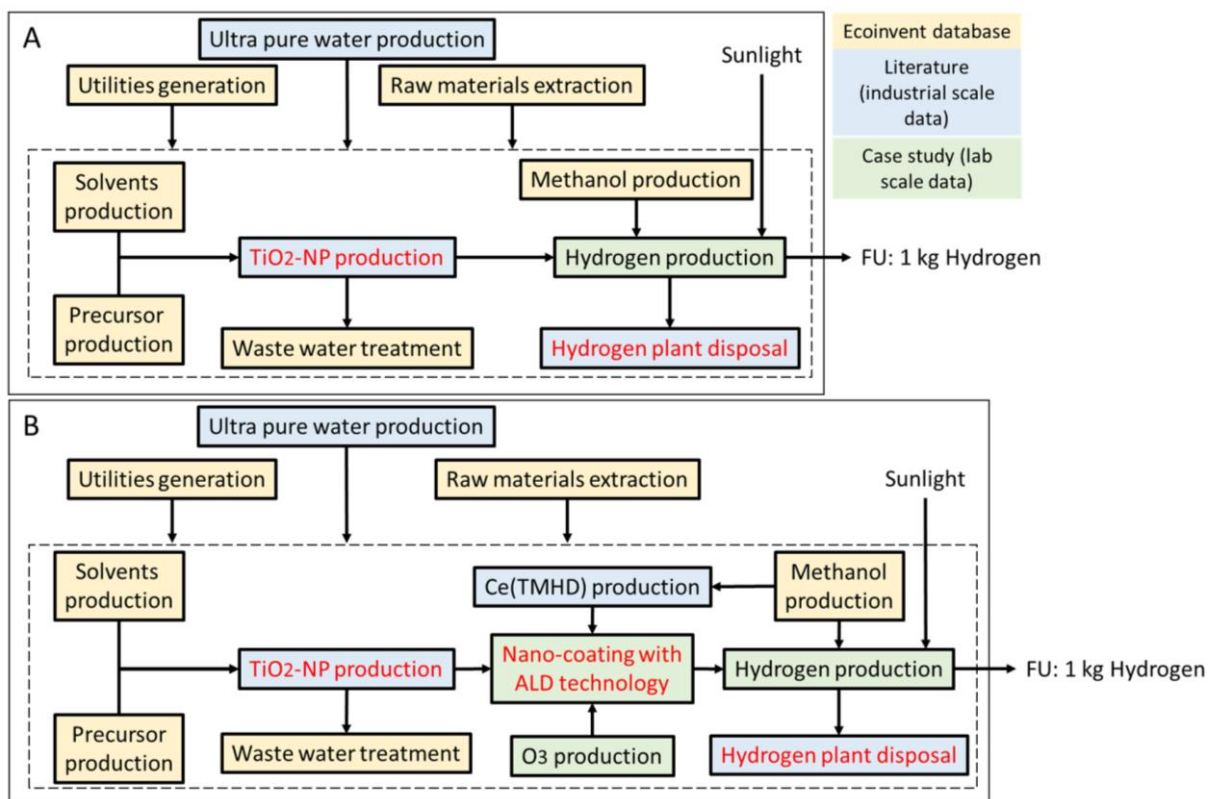 A
Ultra pure water production
Utilities generation
Raw materials extraction
Sunlight
Solvents
production
Methanol production
TiO2-NP production
Hydrogen production
FU: 1 kg Hydrogen
Precursor
production
Waste water treatment
Hydrogen plant disposal
Ecoinvent database
Literature
(industrial scale
data)
Case study (lab
scale data)
B
Ultra pure water production
Utilities generation
Raw materials extraction
Sunlight
Solvents
production
Ce(TMHD) production
Methanol
production
TiO2-NP production
Nano-coating with
ALD technology
Hydrogen production
FU: 1 kg Hydrogen
Precursor
production
Waste water treatment
O3 production
Hydrogen plant disposal